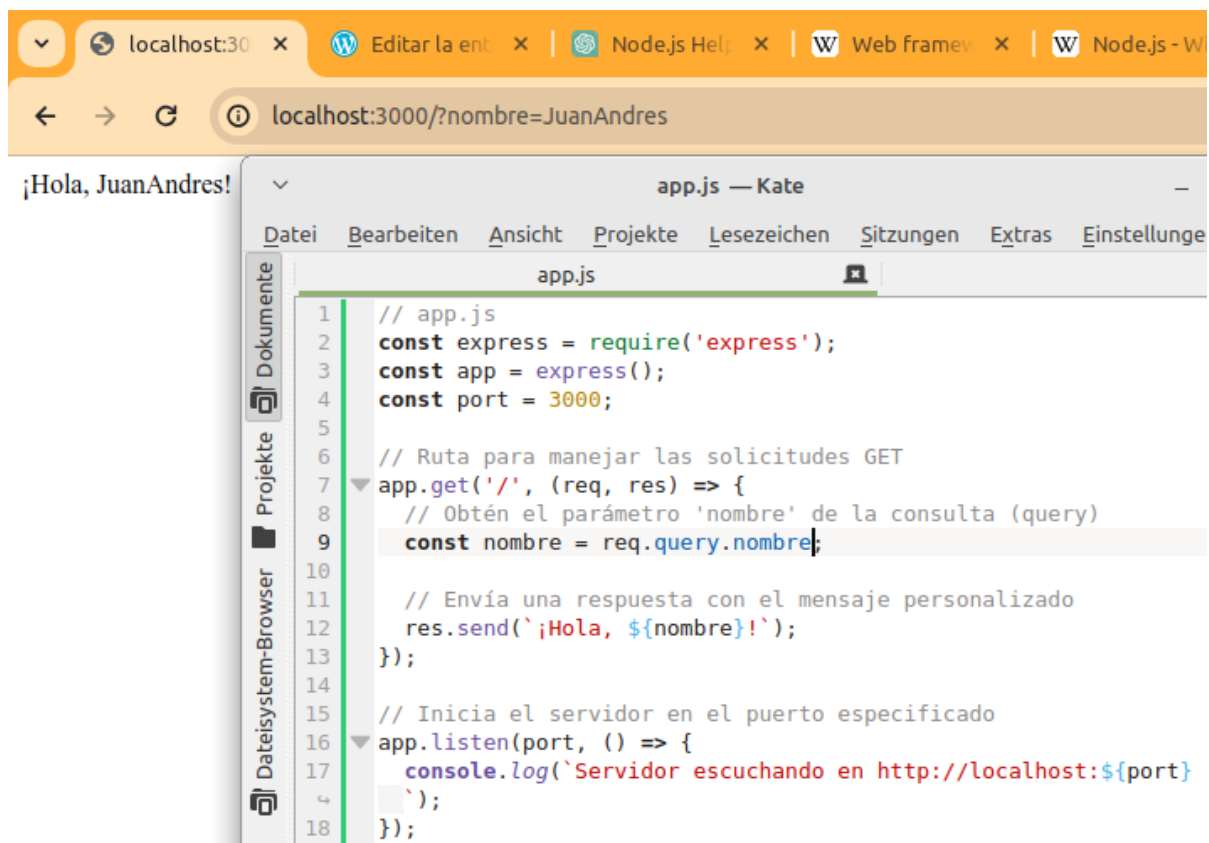 localhost:30
Editar la ent
Node.js Help
Web framew
Node.js - Wi
localhost:3000/?nombre=JuanAndres
¡Hola, JuanAndres!
app.js — Kate
Datei Bearbeiten Ansicht Projekte Lesezeichen Sitzungen Extras Einstellunge
Dokumente
Projekte
Dateisystem-Browser
app.js
1 // app.js
2 const express = require('express');
3 const app = express();
4 const port = 3000;
5
6 // Ruta para manejar las solicitudes GET
7 app.get('/', (req, res) => {
8 // Obtén el parámetro 'nombre' de la consulta (query)
9 const nombre = req.query.nombre;
10
11 // Envía una respuesta con el mensaje personalizado
12 res.send(`¡Hola, ${nombre}!`);
13 });
14
15 // Inicia el servidor en el puerto especificado
16 app.listen(port, () => {
17 console.log(`Servidor escuchando en http://localhost:${port}
`);
18 });